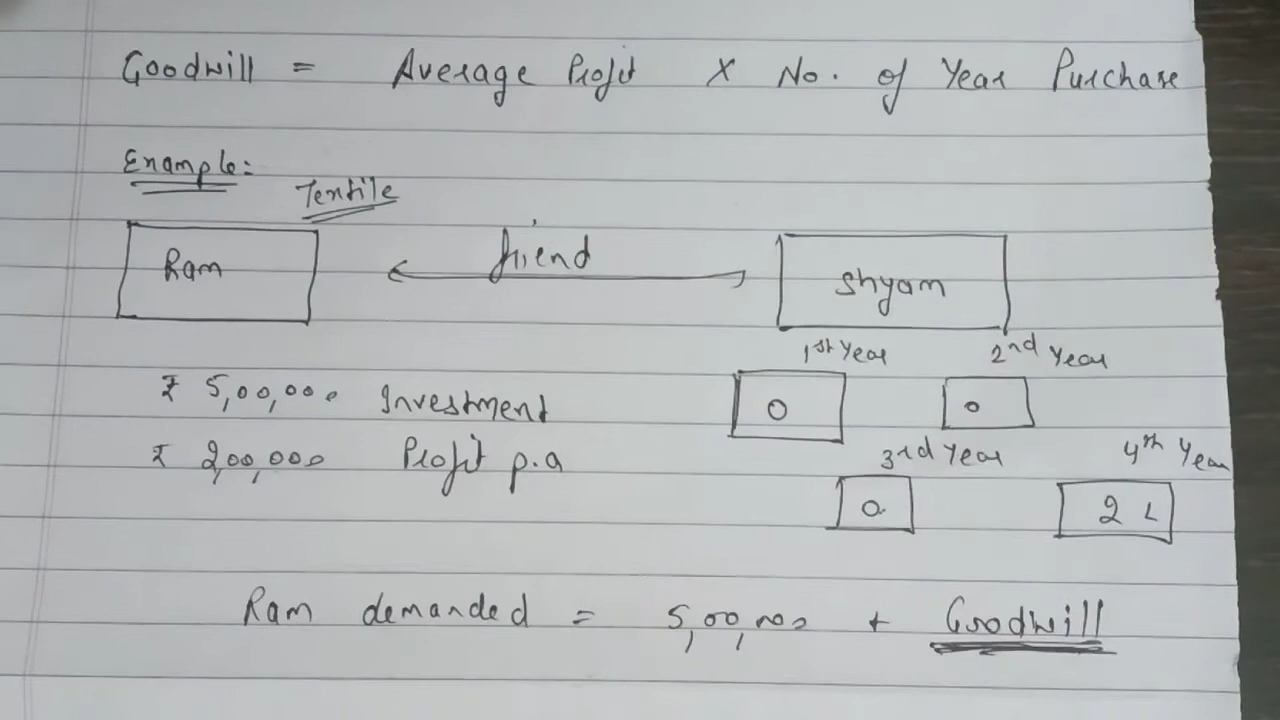 Goodwill = Average Profit X No. of Year Purchase
Example:
Textile
Ram
friend
Shyam
1st Year
2nd Year
₹ 5,00,000 Investment
0
0
₹ 2,00,000 Profit p.a
3rd Year
4th Year
0
2 L
Ram demanded = 5,00,000 + Goodwill